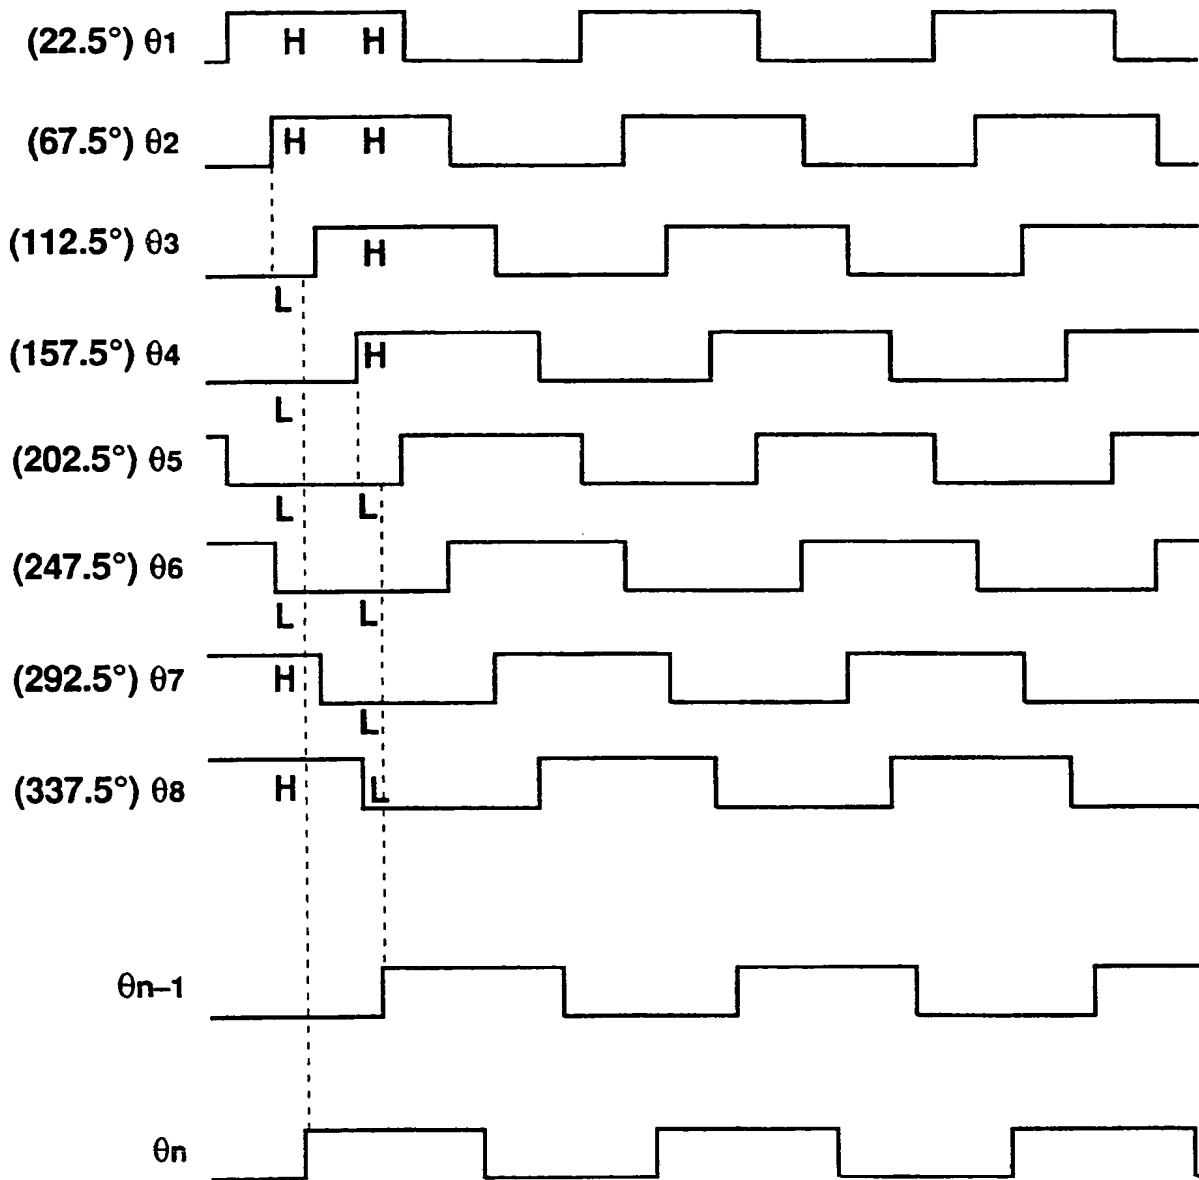 (22.5°) θ1 H H
(67.5°) θ2 H H
(112.5°) θ3 H
L
(157.5°) θ4 H
L
(202.5°) θ5
L L
(247.5°) θ6
L L
(292.5°) θ7 H
L
(337.5°) θ8 H L
θn–1
θn